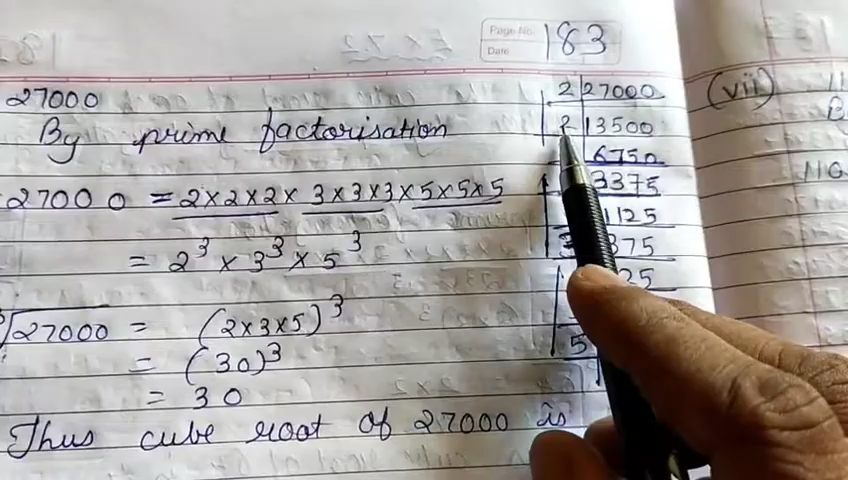 Page No. 183
Date
27000
By prime factorisation
27000 = 2×2×2× 3×3×3×5×5×5
= 2³ × 3³ × 5³
∛27000 = (2×3×5)³
= (30)³
= 30
Thus cube root of 27000 is
2 27000
2 13500
6750
3375
1125
375
25
5
(vii)
110